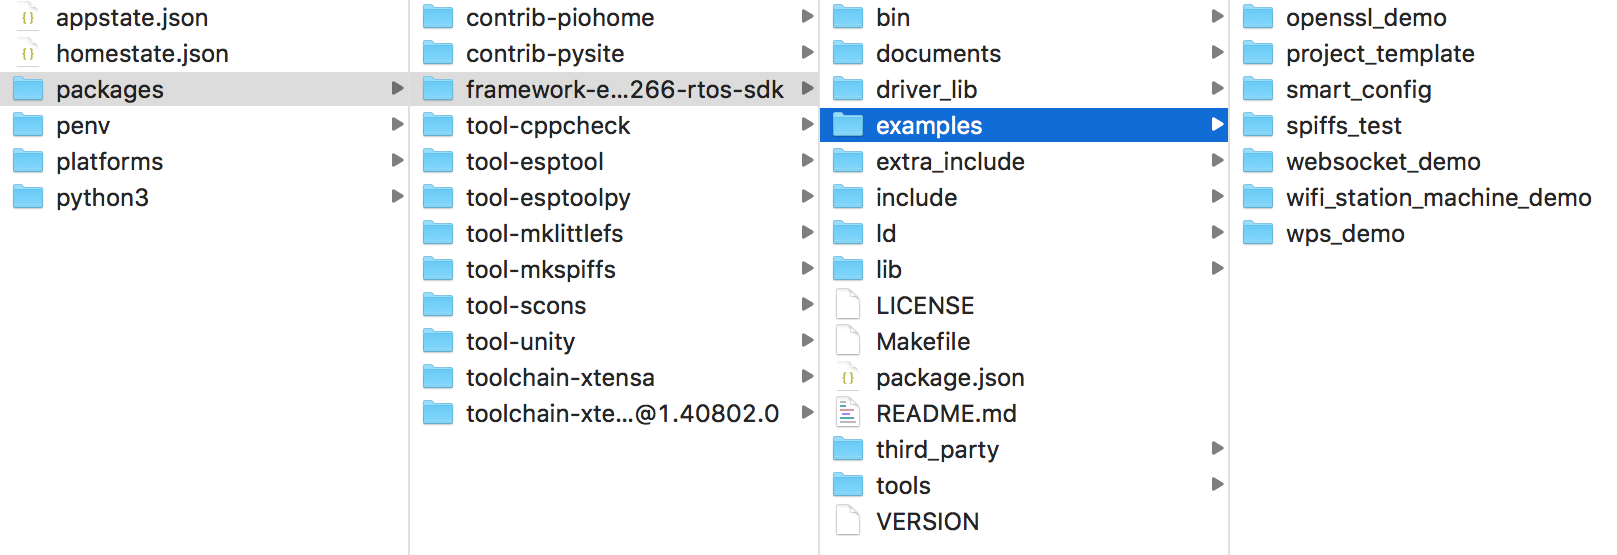 appstate.json
homestate.json
packages
penv
platforms
python3
contrib-piohome
contrib-pysite
framework-e...266-rtos-sdk
tool-cppcheck
tool-esptool
tool-esptoolpy
tool-mklittlefs
tool-mkspiffs
tool-scons
tool-unity
toolchain-xtensa
toolchain-xte...@1.40802.0
bin
documents
driver_lib
examples
extra_include
include
ld
lib
LICENSE
Makefile
package.json
README.md
third_party
tools
VERSION
openssl_demo
project_template
smart_config
spiffs_test
websocket_demo
wifi_station_machine_demo
wps_demo